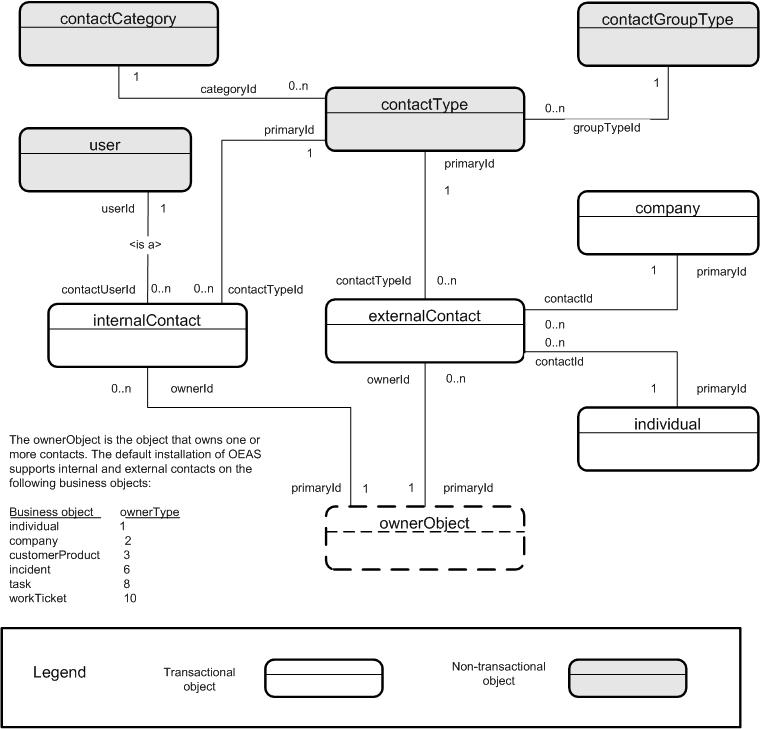 contactCategory
contactGroupType
1
categoryId
0..n
1
contactType
0..n
groupTypeId
user
primaryId
1
primaryId
1
userId
1
<is a>
company
contactUserId
0..n
0..n
contactTypeId
contactTypeId
0..n
1
primaryId
contactId
internalContact
externalContact
0..n
0..n
contactId
0..n
ownerId
ownerId
0..n
1
primaryId
individual
The ownerObject is the object that owns one or
more contacts. The default installation of OEAS
supports internal and external contacts on the
following business objects:
primaryId
1
1
primaryId
ownerObject
Business object ownerType
individual 1
company 2
customerProduct 3
incident 6
task 8
workTicket 10
Legend
Transactional
object
Non-transactional
object